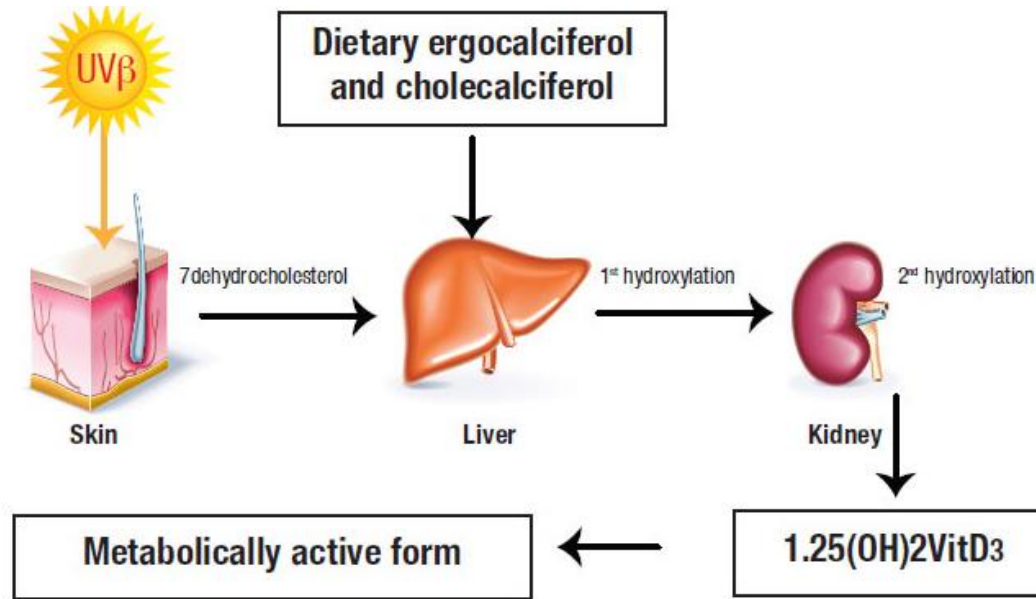 UVβ
Dietary ergocalciferol
and cholecalciferol
7dehydrocholesterol
1st hydroxylation
2nd hydroxylation
Skin
Liver
Kidney
Metabolically active form
1.25(OH)2VitD3